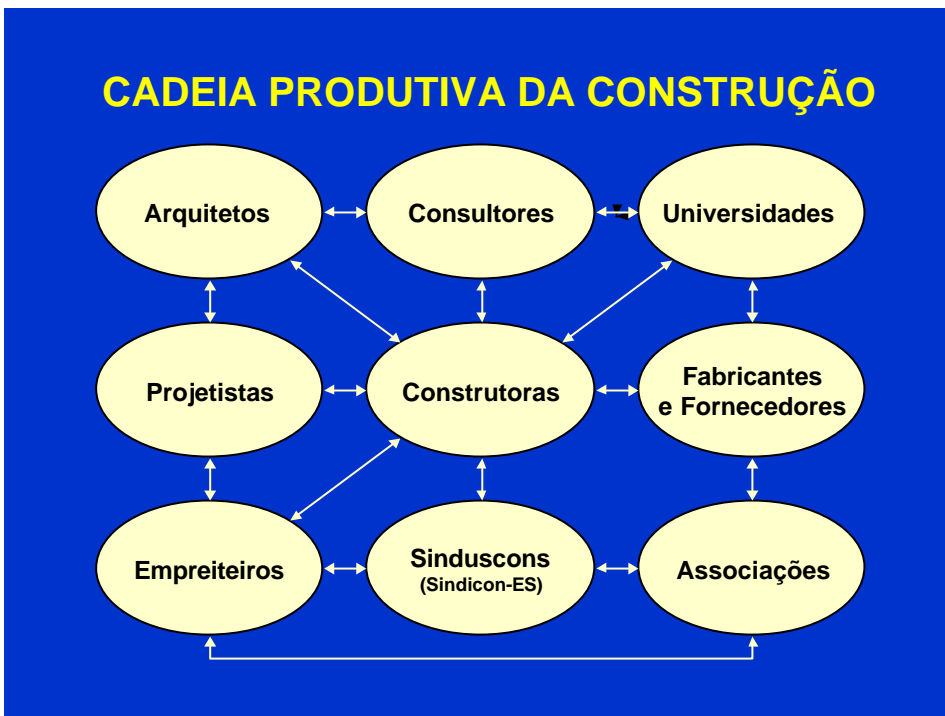 CADEIA PRODUTIVA DA CONSTRUÇÃO
Arquitetos
Consultores
Universidades
Projetistas
Construtoras
Fabricantes
e Fornecedores
Empreiteiros
Sinduscons
(Sindicon-ES)
Associações